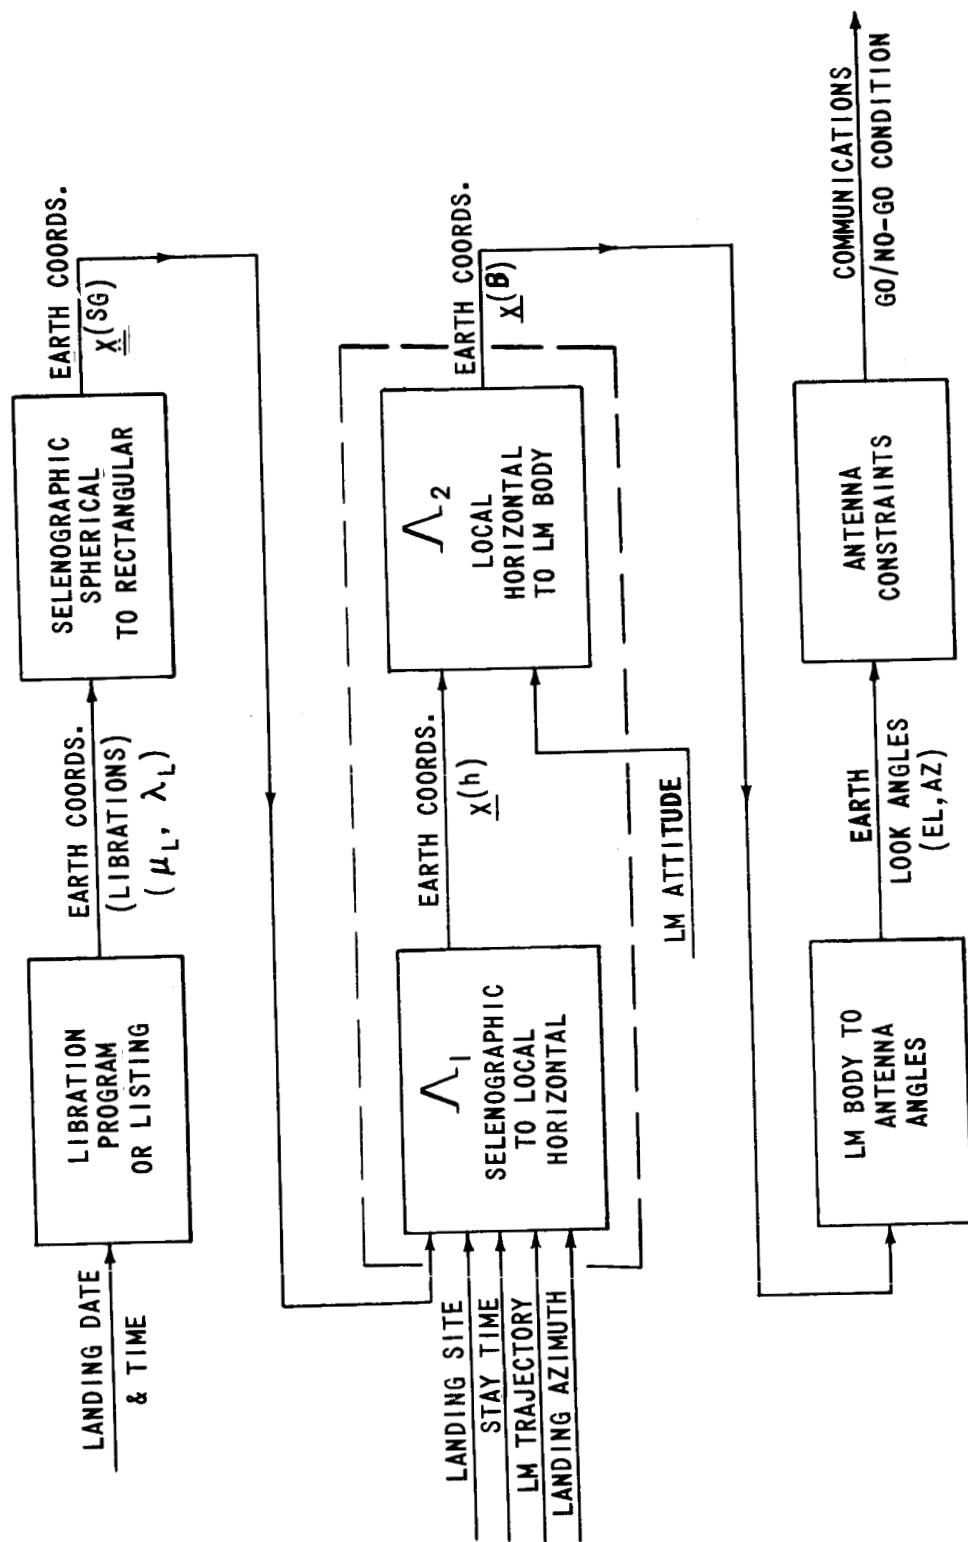 LANDING DATE
& TIME
LIBRATION
PROGRAM
OR LISTING
EARTH COORDS.
(LIBRATIONS)
(μL, λL)
SELENOGRAPHIC
SPHERICAL
TO RECTANGULAR
EARTH COORDS.
X(SG)
LANDING SITE
STAY TIME
LM TRAJECTORY
LANDING AZIMUTH
Λ1
SELENOGRAPHIC
TO LOCAL
HORIZONTAL
EARTH COORDS.
X(h)
LM ATTITUDE
Λ2
LOCAL
HORIZONTAL
TO LM BODY
EARTH COORDS.
X(B)
LM BODY TO
ANTENNA
ANGLES
EARTH
LOOK ANGLES
(EL,AZ)
ANTENNA
CONSTRAINTS
COMMUNICATIONS
GO/NO-GO CONDITION